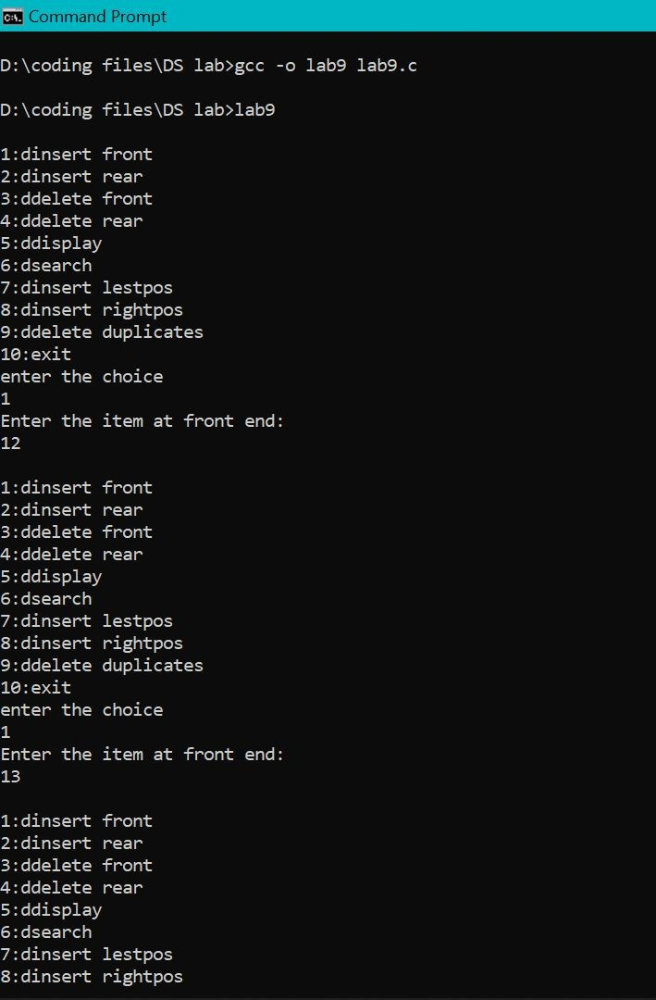 Command Prompt
D:\coding files\DS lab>gcc -o lab9 lab9.c
D:\coding files\DS lab>lab9
1:dinsert front
2:dinsert rear
3:ddelete front
4:ddelete rear
5:ddisplay
6:dsearch
7:dinsert lestpos
8:dinsert rightpos
9:ddelete duplicates
10:exit
enter the choice
1
Enter the item at front end:
12
1:dinsert front
2:dinsert rear
3:ddelete front
4:ddelete rear
5:ddisplay
6:dsearch
7:dinsert lestpos
8:dinsert rightpos
9:ddelete duplicates
10:exit
enter the choice
1
Enter the item at front end:
13
1:dinsert front
2:dinsert rear
3:ddelete front
4:ddelete rear
5:ddisplay
6:dsearch
7:dinsert lestpos
8:dinsert rightpos